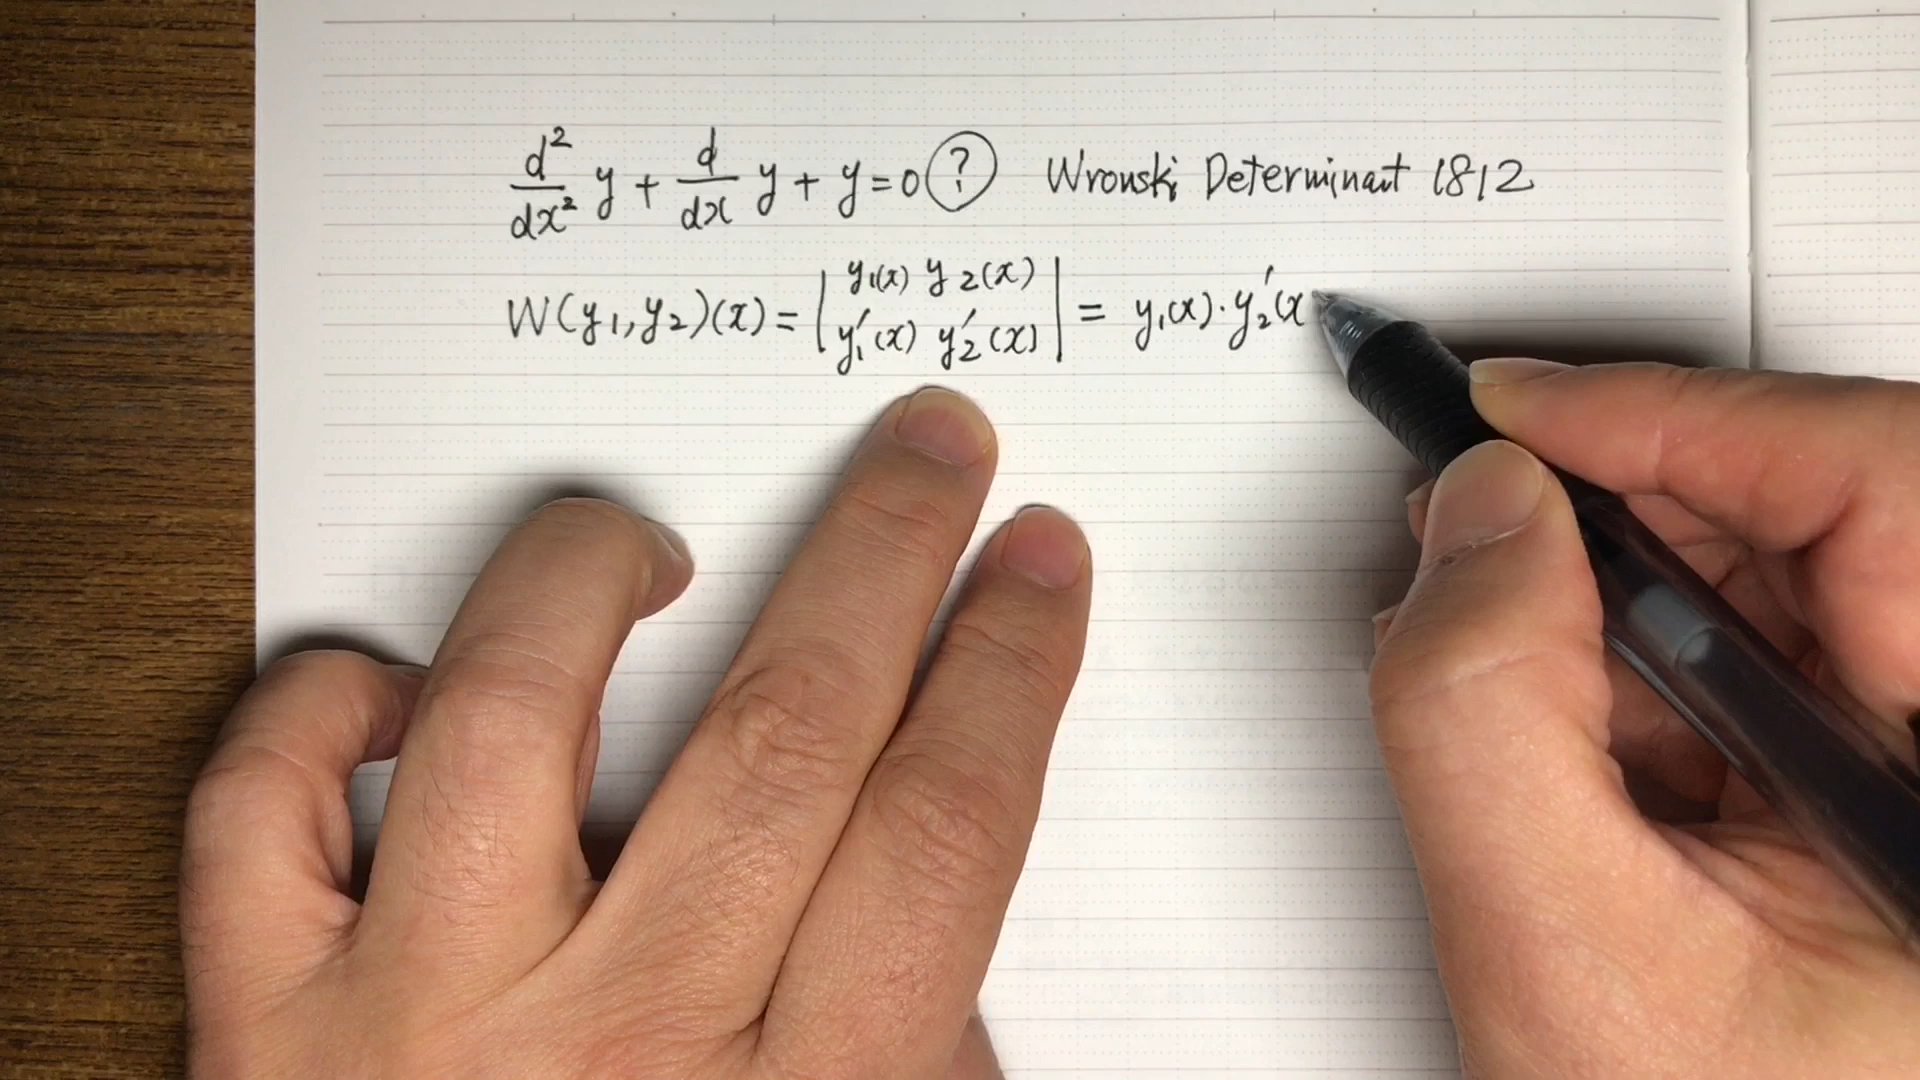 d²/dx² y + d/dx y + y = 0 ? Wronski Determinant 1812
W(y₁, y₂)(x) = | y₁(x) y₂(x) ; y₁′(x) y₂′(x) | = y₁(x)·y₂′(x